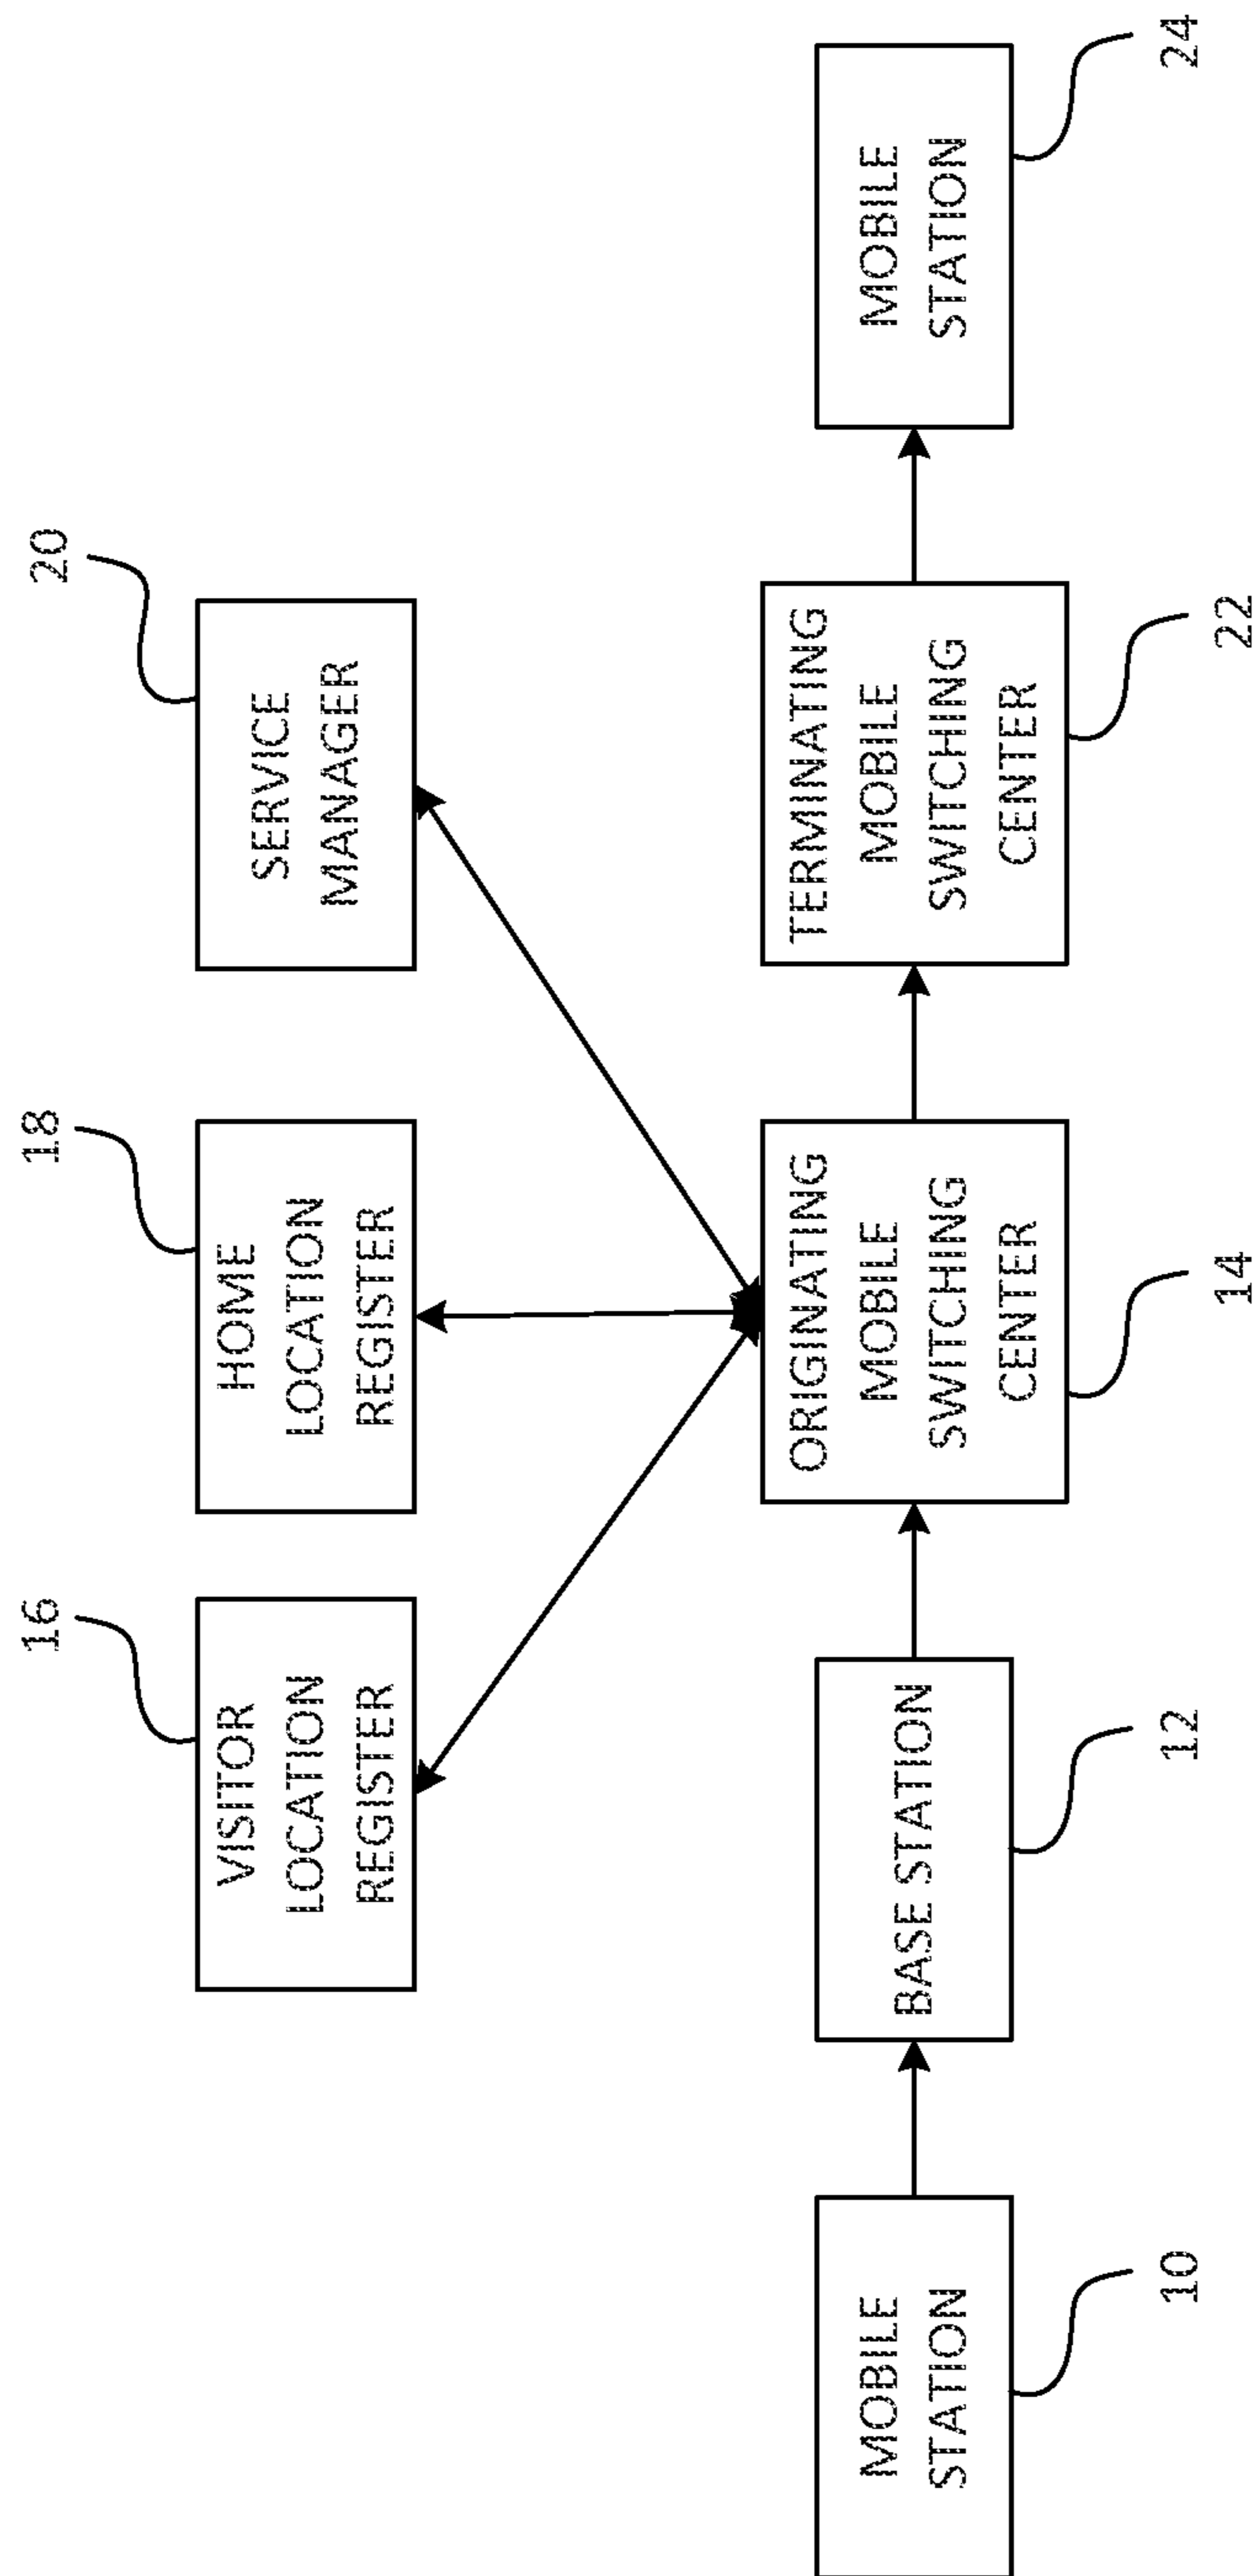 16
VISITOR
LOCATION
REGISTER
18
HOME
LOCATION
REGISTER
20
SERVICE
MANAGER
MOBILE
STATION
10
BASE STATION
12
ORIGINATING
MOBILE
SWITCHING
CENTER
14
TERMINATING
MOBILE
SWITCHING
CENTER
22
MOBILE
STATION
24